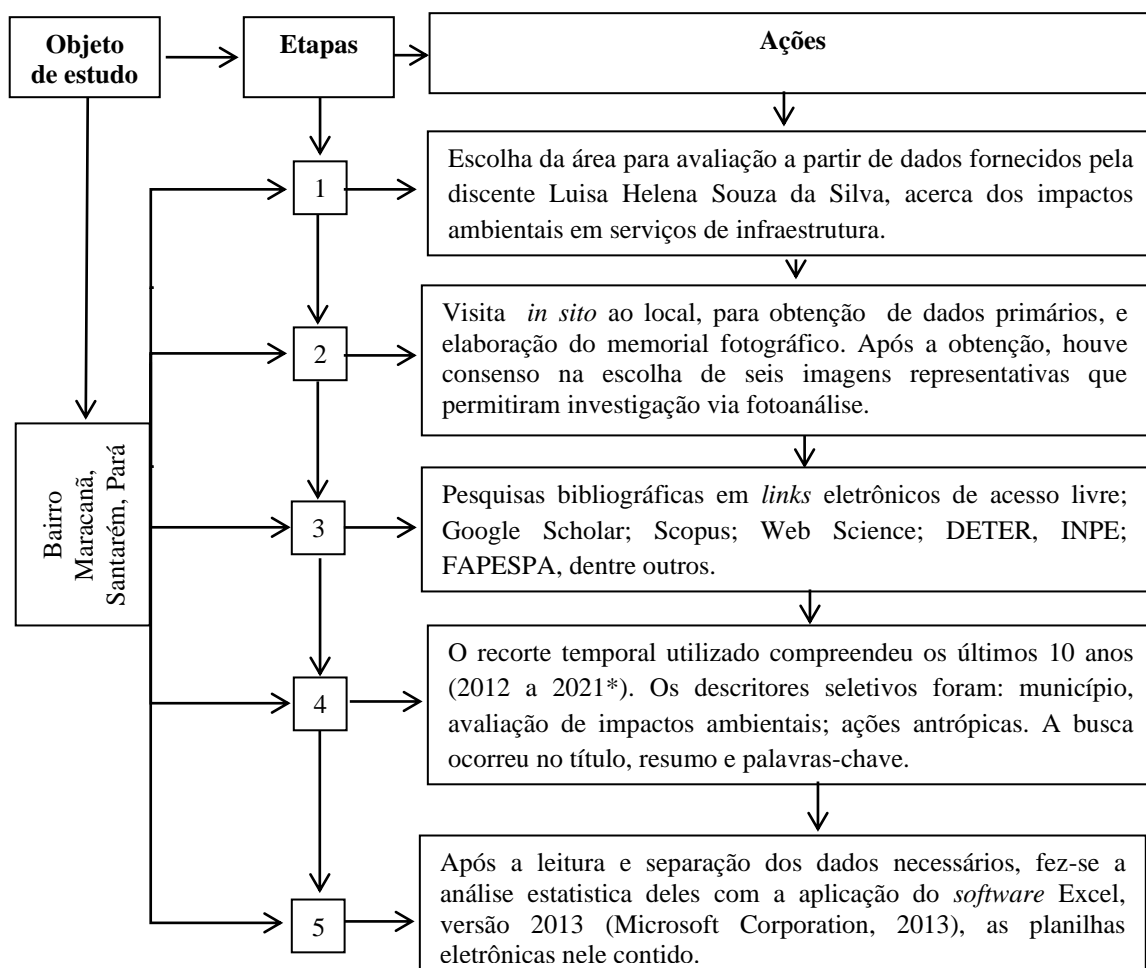 Objeto
de estudo
Etapas
Ações
1
Escolha da área para avaliação a partir de dados fornecidos pela
discente Luisa Helena Souza da Silva, acerca dos impactos
ambientais em serviços de infraestrutura.
2
Visita in sito ao local, para obtenção de dados primários, e
elaboração do memorial fotográfico. Após a obtenção, houve
consenso na escolha de seis imagens representativas que
permitiram investigação via fotoanálise.
Bairro
Maracanã,
Santarém, Pará
3
Pesquisas bibliográficas em links eletrônicos de acesso livre;
Google Scholar; Scopus; Web Science; DETER, INPE;
FAPESPA, dentre outros.
4
O recorte temporal utilizado compreendeu os últimos 10 anos
(2012 a 2021*). Os descritores seletivos foram: município,
avaliação de impactos ambientais; ações antrópicas. A busca
ocorreu no título, resumo e palavras-chave.
5
Após a leitura e separação dos dados necessários, fez-se a
análise estatistica deles com a aplicação do software Excel,
versão 2013 (Microsoft Corporation, 2013), as planilhas
eletrônicas nele contido.